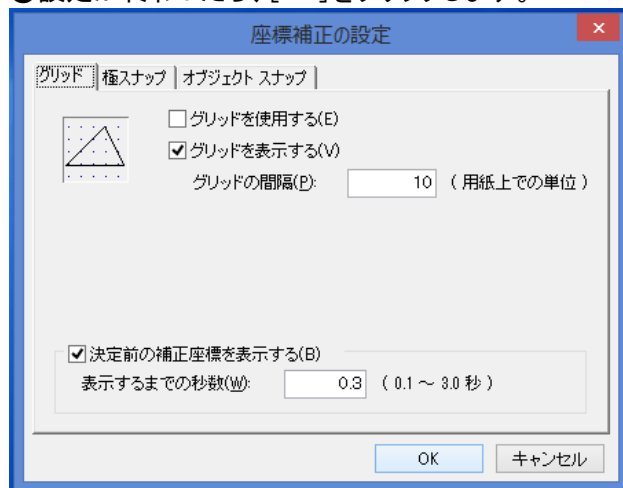 座標補正の設定
グリッド 極スナップ オブジェクト スナップ
グリッドを使用する(E)
グリッドを表示する(V)
グリッドの間隔(P): 10 (用紙上での単位)
決定前の補正座標を表示する(B)
表示するまでの秒数(W): 0.3 (0.1 ～ 3.0 秒)
OK キャンセル